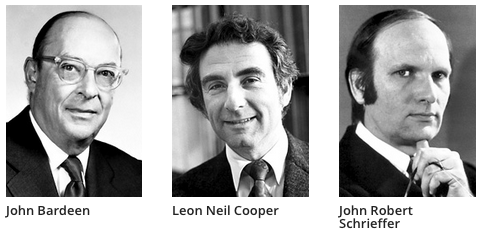 John Bardeen
Leon Neil Cooper
John Robert
Schrieffer